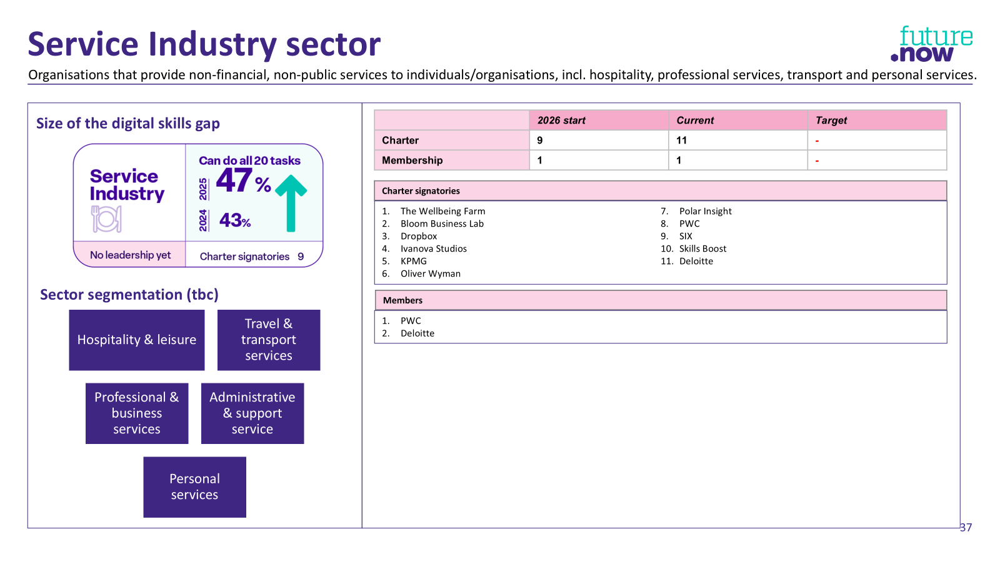 Service Industry sector
future
.now
Organisations that provide non-financial, non-public services to individuals/organisations, incl. hospitality, professional services, transport and personal services.
Size of the digital skills gap
Service
Industry
Can do all 20 tasks
2025 47 %
2024 43%
No leadership yet
Charter signatories 9
Sector segmentation (tbc)
Hospitality & leisure
Travel &
transport
services
Professional &
business
services
Administrative
& support
service
Personal
services
2026 start Current Target
Charter 9 11 -
Membership 1 1 -
Charter signatories
1. The Wellbeing Farm
2. Bloom Business Lab
3. Dropbox
4. Ivanova Studios
5. KPMG
6. Oliver Wyman
7. Polar Insight
8. PWC
9. SIX
10. Skills Boost
11. Deloitte
Members
1. PWC
2. Deloitte
37